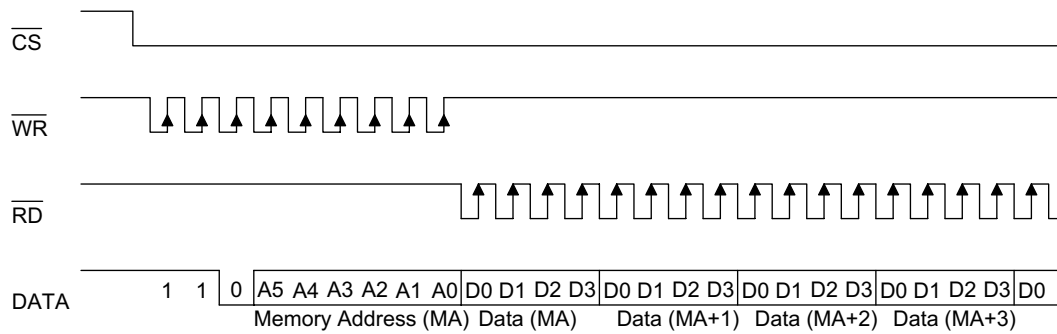 CS
WR
RD
DATA 1 1 0 A5 A4 A3 A2 A1 A0 D0 D1 D2 D3 D0 D1 D2 D3 D0 D1 D2 D3 D0 D1 D2 D3 D0
Memory Address (MA) Data (MA) Data (MA+1) Data (MA+2) Data (MA+3)